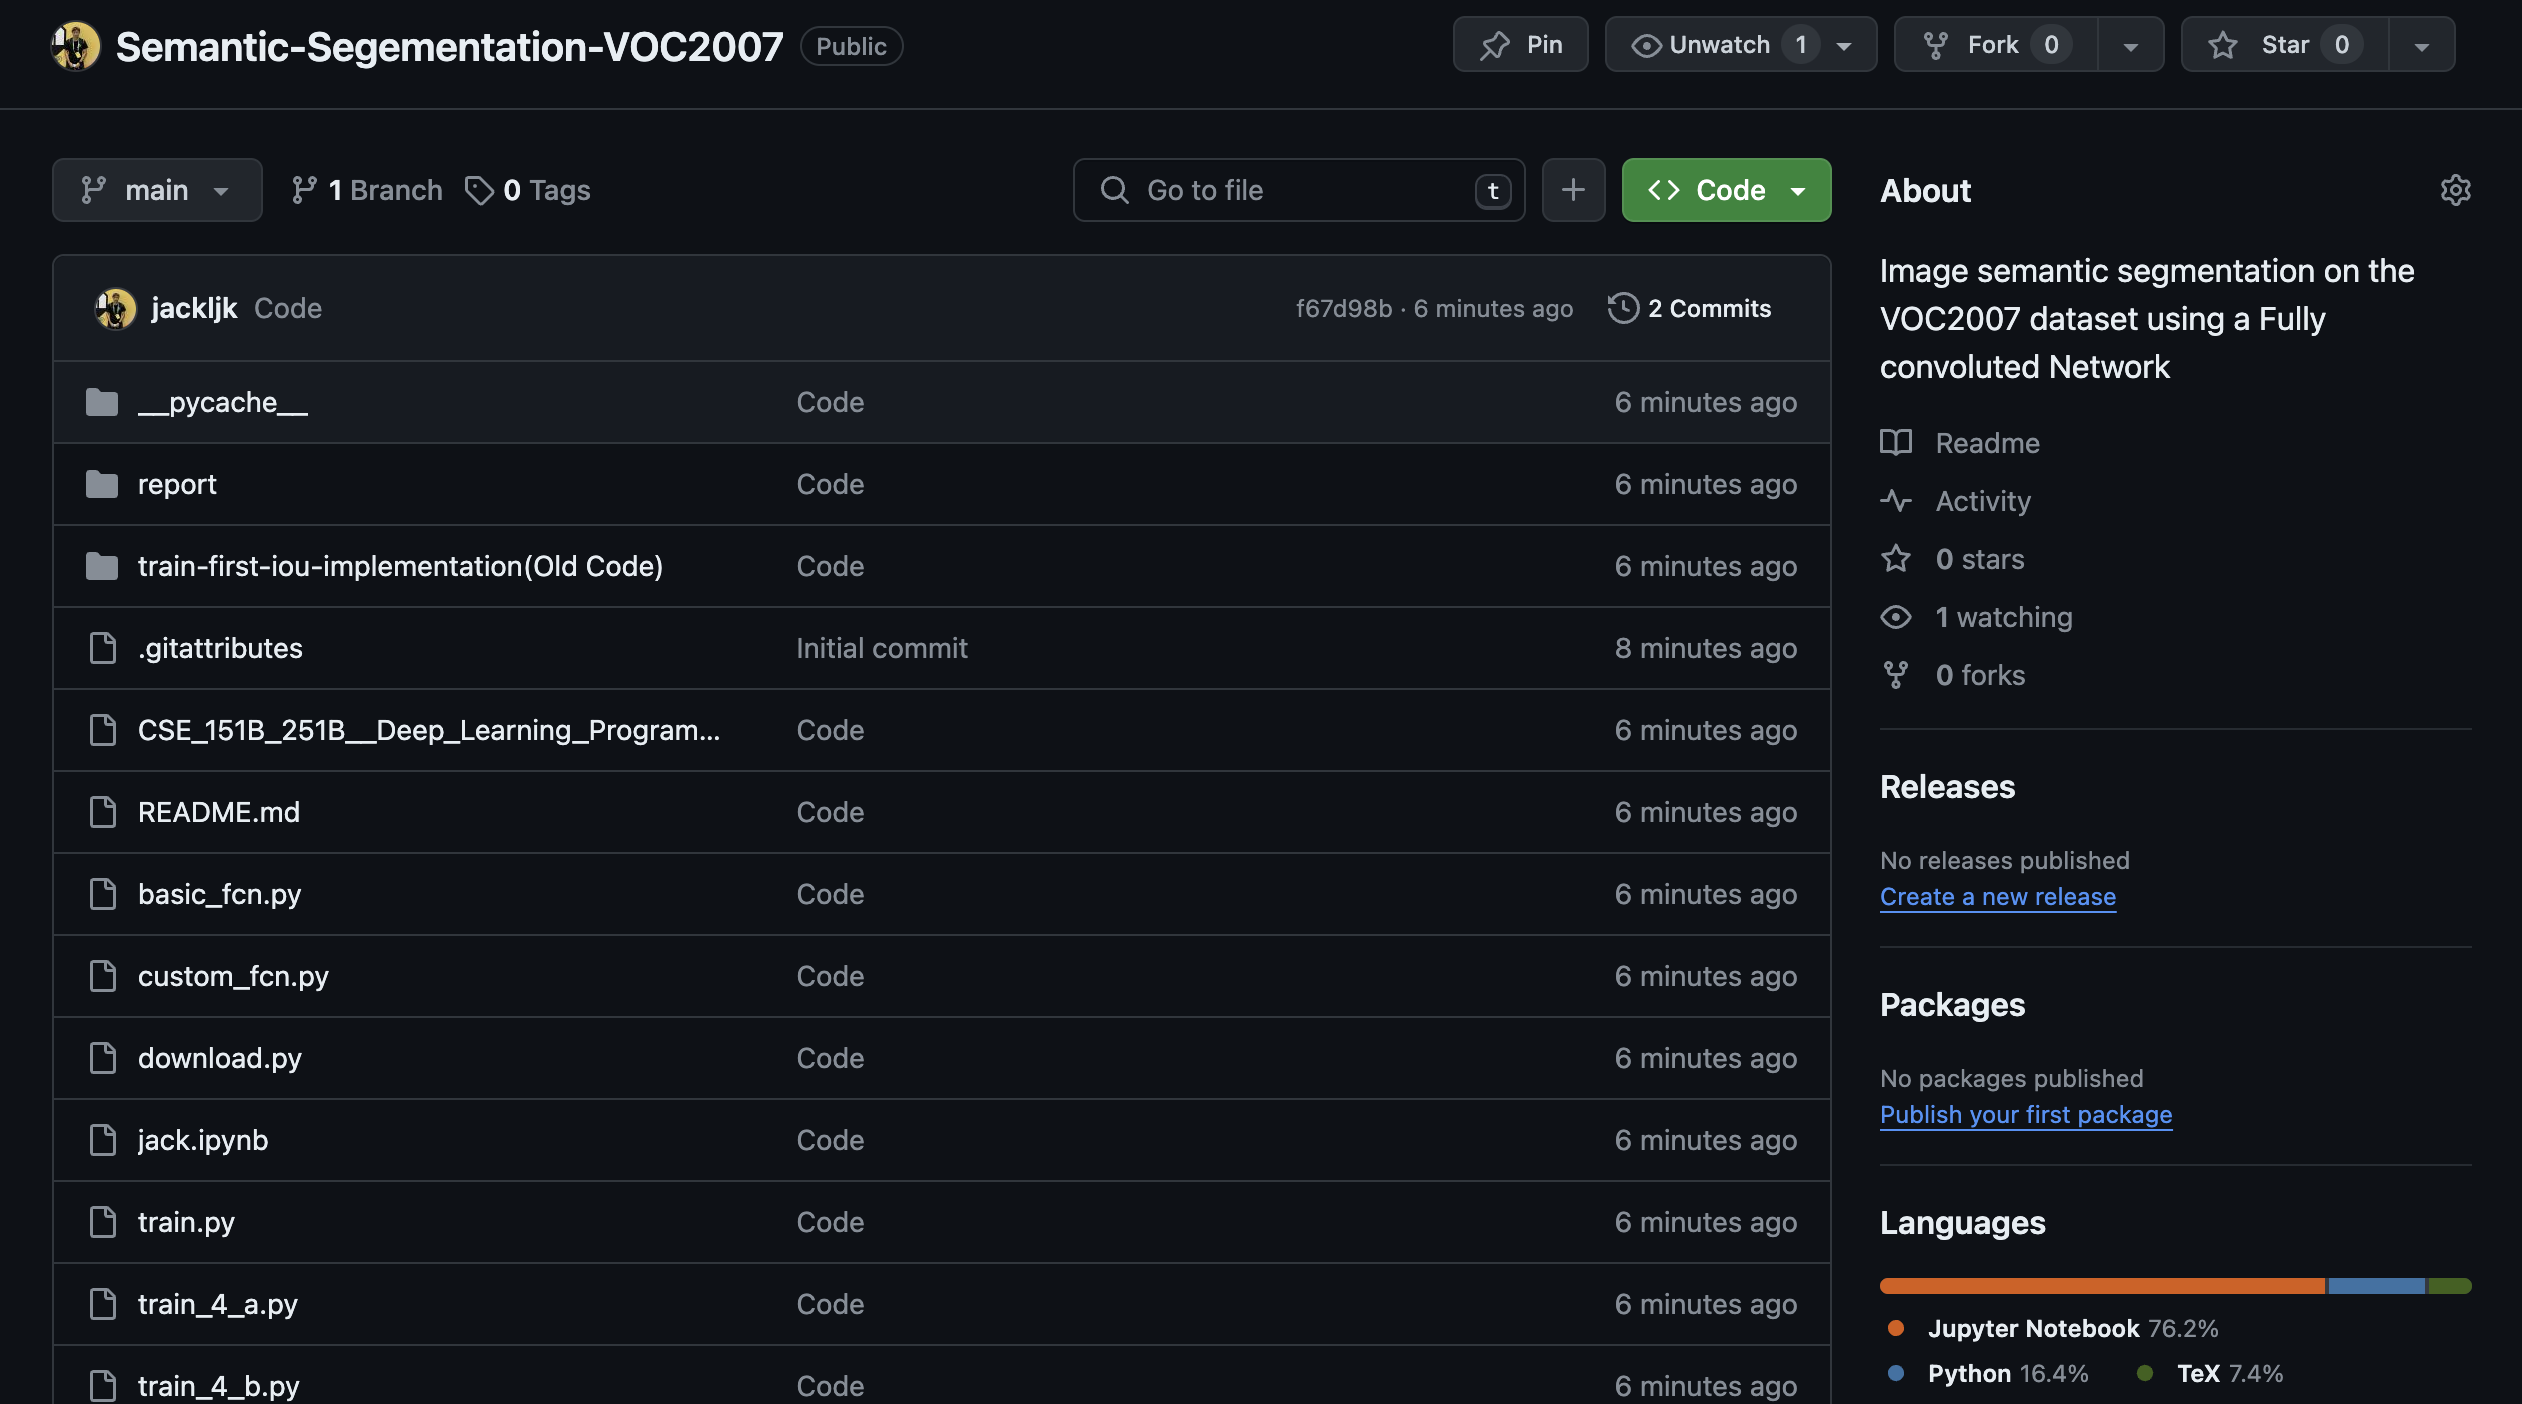 Semantic-Segementation-VOC2007 Public Pin Unwatch 1 Fork 0 Star 0
main 1 Branch 0 Tags Go to file t Code
jackljk Code f67d98b · 6 minutes ago 2 Commits
__pycache__ Code 6 minutes ago
report Code 6 minutes ago
train-first-iou-implementation(Old Code) Code 6 minutes ago
.gitattributes Initial commit 8 minutes ago
CSE_151B_251B__Deep_Learning_Program... Code 6 minutes ago
README.md Code 6 minutes ago
basic_fcn.py Code 6 minutes ago
custom_fcn.py Code 6 minutes ago
download.py Code 6 minutes ago
jack.ipynb Code 6 minutes ago
train.py Code 6 minutes ago
train_4_a.py Code 6 minutes ago
train_4_b.py Code 6 minutes ago
About
Image semantic segmentation on the
VOC2007 dataset using a Fully
convoluted Network
Readme
Activity
0 stars
1 watching
0 forks
Releases
No releases published
Create a new release
Packages
No packages published
Publish your first package
Languages
Jupyter Notebook 76.2%
Python 16.4% TeX 7.4%